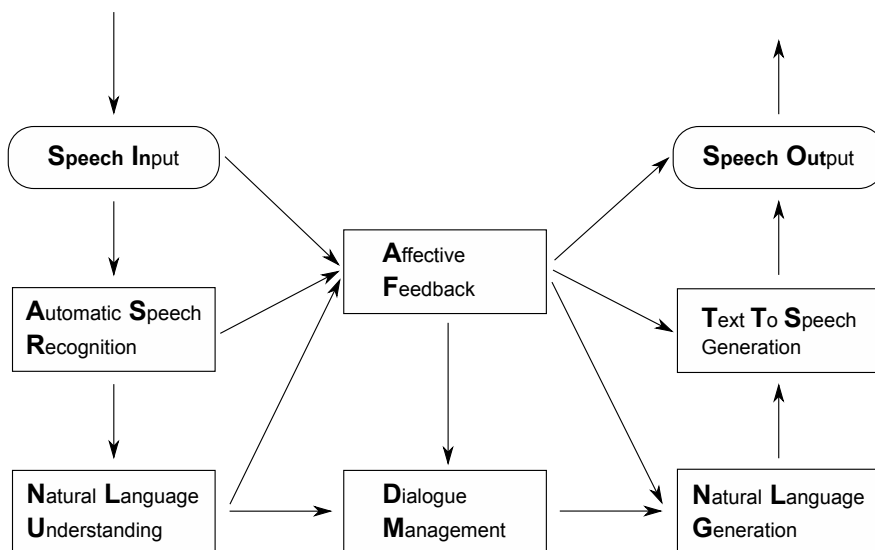 Speech Input
Speech Output
Affective
Feedback
Automatic Speech
Recognition
Text To Speech
Generation
Natural Language
Understanding
Dialogue
Management
Natural Language
Generation